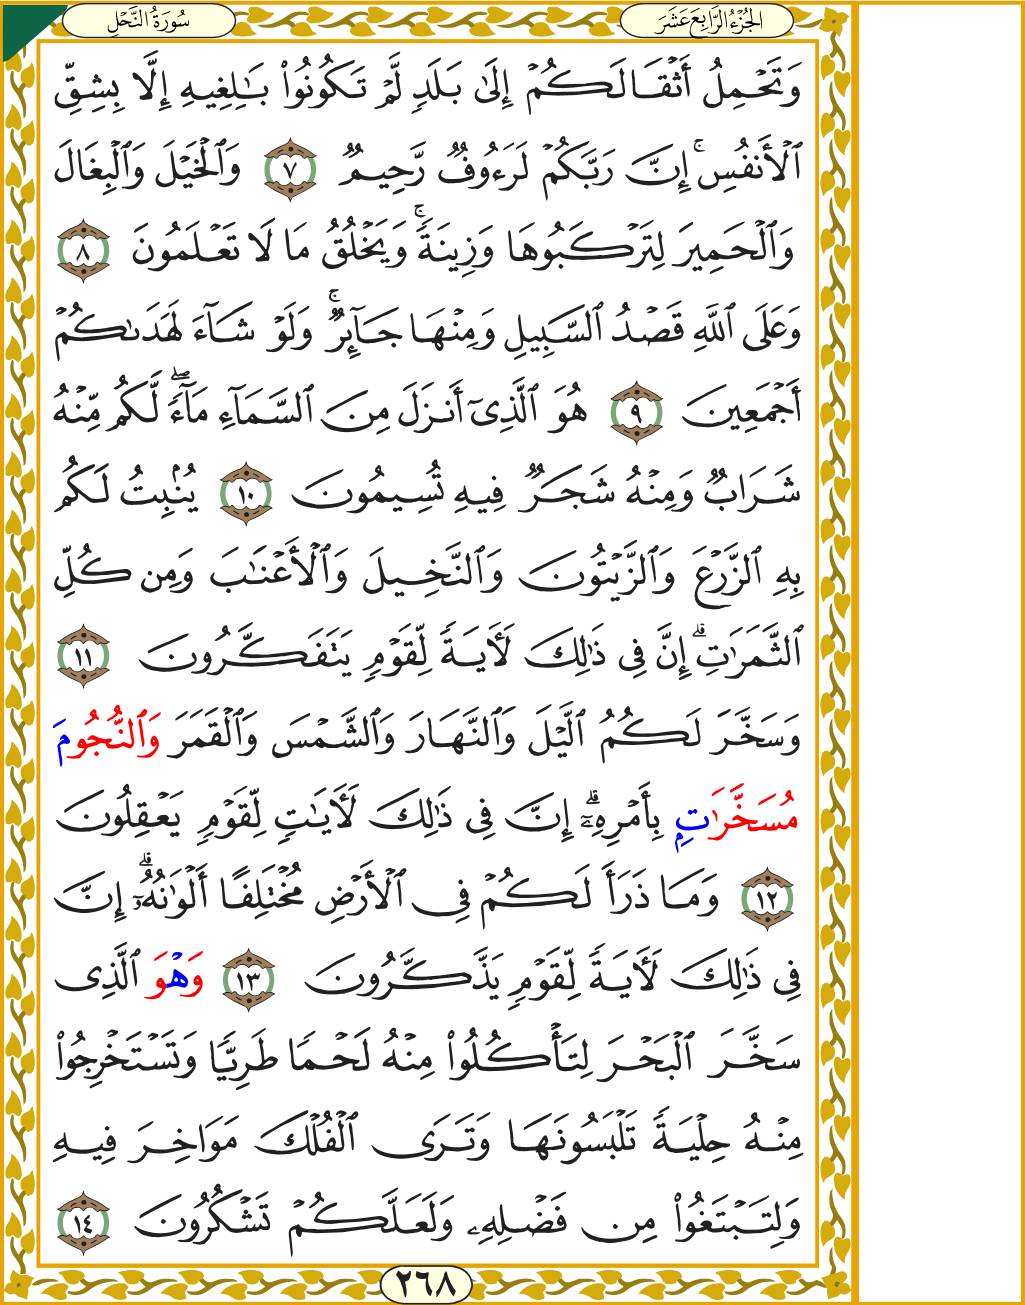 سُورَةُ النَّحْلِ
الجُزْءُ الرَّابِعَ عَشَرَ
وَتَحْمِلُ أَثْقَالَكُمْ إِلَىٰ بَلَدٍ لَّمْ تَكُونُوا۟ بَـٰلِغِيهِ إِلَّا بِشِقِّ
ٱلْأَنفُسِ ۚ إِنَّ رَبَّكُمْ لَرَءُوفٌ رَّحِيمٌ ٧ وَٱلْخَيْلَ وَٱلْبِغَالَ
وَٱلْحَمِيرَ لِتَرْكَبُوهَا وَزِينَةً ۚ وَيَخْلُقُ مَا لَا تَعْلَمُونَ ٨
وَعَلَى ٱللَّهِ قَصْدُ ٱلسَّبِيلِ وَمِنْهَا جَآئِرٌ ۚ وَلَوْ شَآءَ لَهَدَىٰكُمْ
أَجْمَعِينَ ٩ هُوَ ٱلَّذِىٓ أَنزَلَ مِنَ ٱلسَّمَآءِ مَآءً ۖ لَّكُم مِّنْهُ
شَرَابٌ وَمِنْهُ شَجَرٌ فِيهِ تُسِيمُونَ ١٠ يُنۢبِتُ لَكُم
بِهِ ٱلزَّرْعَ وَٱلزَّيْتُونَ وَٱلنَّخِيلَ وَٱلْأَعْنَـٰبَ وَمِن كُلِّ
ٱلثَّمَرَٰتِ ۗ إِنَّ فِى ذَٰلِكَ لَـَٔايَةً لِّقَوْمٍ يَتَفَكَّرُونَ ١١
وَسَخَّرَ لَكُمُ ٱلَّيْلَ وَٱلنَّهَارَ وَٱلشَّمْسَ وَٱلْقَمَرَ وَٱلنُّجُومَ
مُسَخَّرَٰتٍۭ بِأَمْرِهِۦٓ ۗ إِنَّ فِى ذَٰلِكَ لَـَٔايَـٰتٍ لِّقَوْمٍ يَعْقِلُونَ
١٢ وَمَا ذَرَأَ لَكُمْ فِى ٱلْأَرْضِ مُخْتَلِفًا أَلْوَٰنُهُۥٓ ۗ إِنَّ
فِى ذَٰلِكَ لَـَٔايَةً لِّقَوْمٍ يَذَّكَّرُونَ ١٣ وَهْوَ ٱلَّذِى
سَخَّرَ ٱلْبَحْرَ لِتَأْكُلُوا۟ مِنْهُ لَحْمًا طَرِيًّا وَتَسْتَخْرِجُوا۟
مِنْهُ حِلْيَةً تَلْبَسُونَهَا وَتَرَى ٱلْفُلْكَ مَوَاخِرَ فِيهِ
وَلِتَبْتَغُوا۟ مِن فَضْلِهِۦ وَلَعَلَّكُمْ تَشْكُرُونَ ١٤
٢٦٨